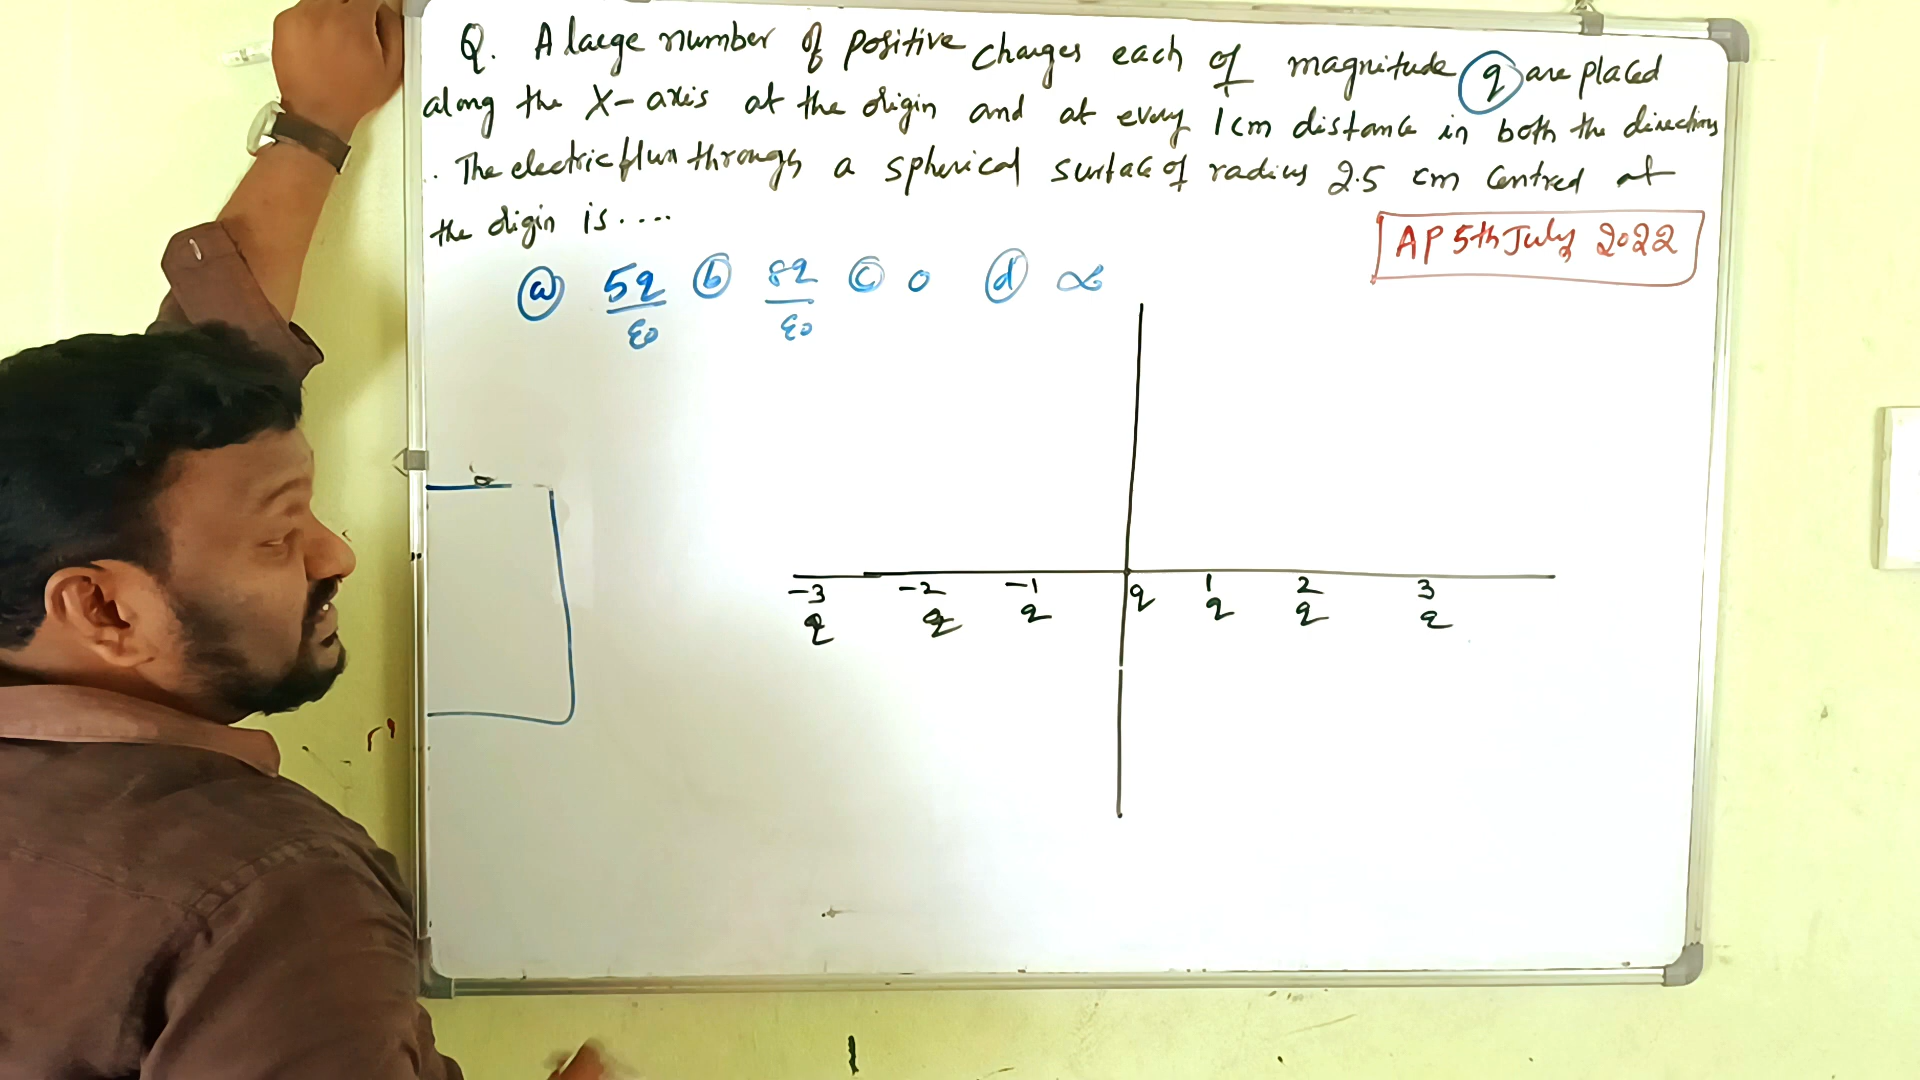 Q. A large number of positive charges each of magnitude q are placed
along the X-axis at the origin and at every 1cm distance in both the directions
. The electric flux through a spherical surface of radius 2.5 cm centred at
the origin is....
AP 5th July 2022
a 5q/ε0 b 8q/ε0 c 0 d ∞
-3 -2 -1 1 2 3
q q q q q q q